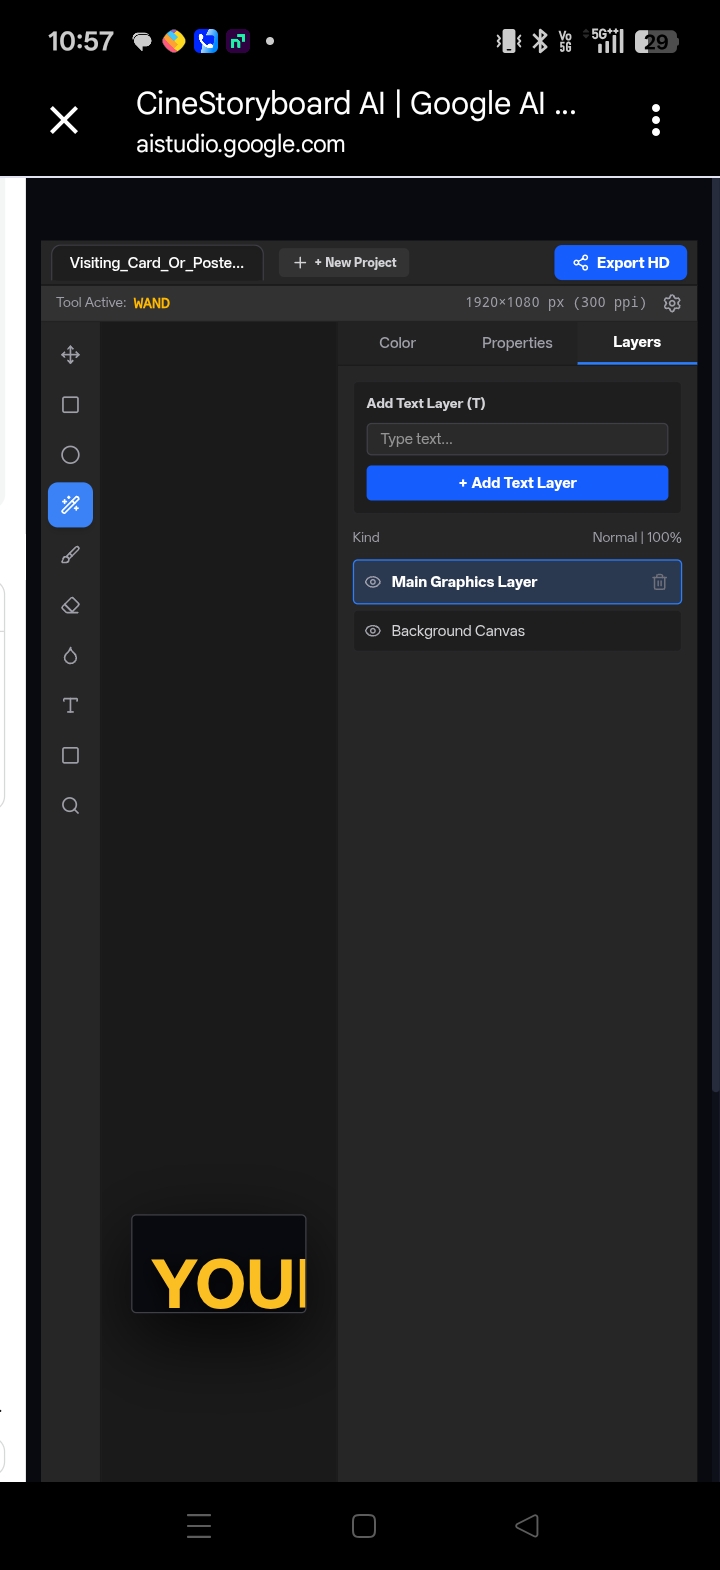 10:57
Vo 5G
5G++
29
CineStoryboard AI | Google AI ...
aistudio.google.com
Visiting_Card_Or_Poste...
+ New Project
Export HD
Tool Active: WAND
1920×1080 px (300 ppi)
Color
Properties
Layers
Add Text Layer (T)
Type text...
+ Add Text Layer
Kind
Normal | 100%
Main Graphics Layer
Background Canvas
T
YOU